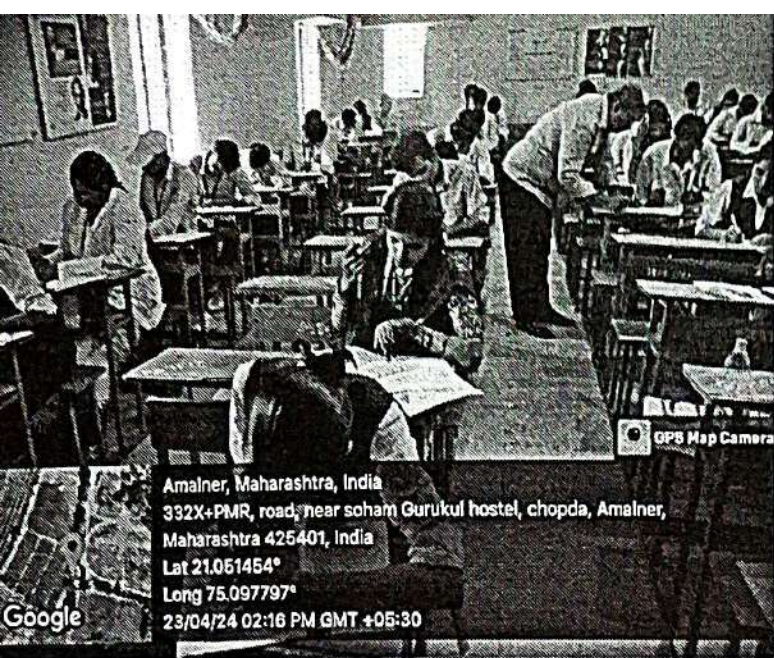 GPS Map Camera
Amalner, Maharashtra, India
332X+PMR, road, near soham Gurukul hostel, chopda, Amalner,
Maharashtra 425401, India
Lat 21.051454°
Long 75.097797°
23/04/24 02:16 PM GMT +05:30
Google